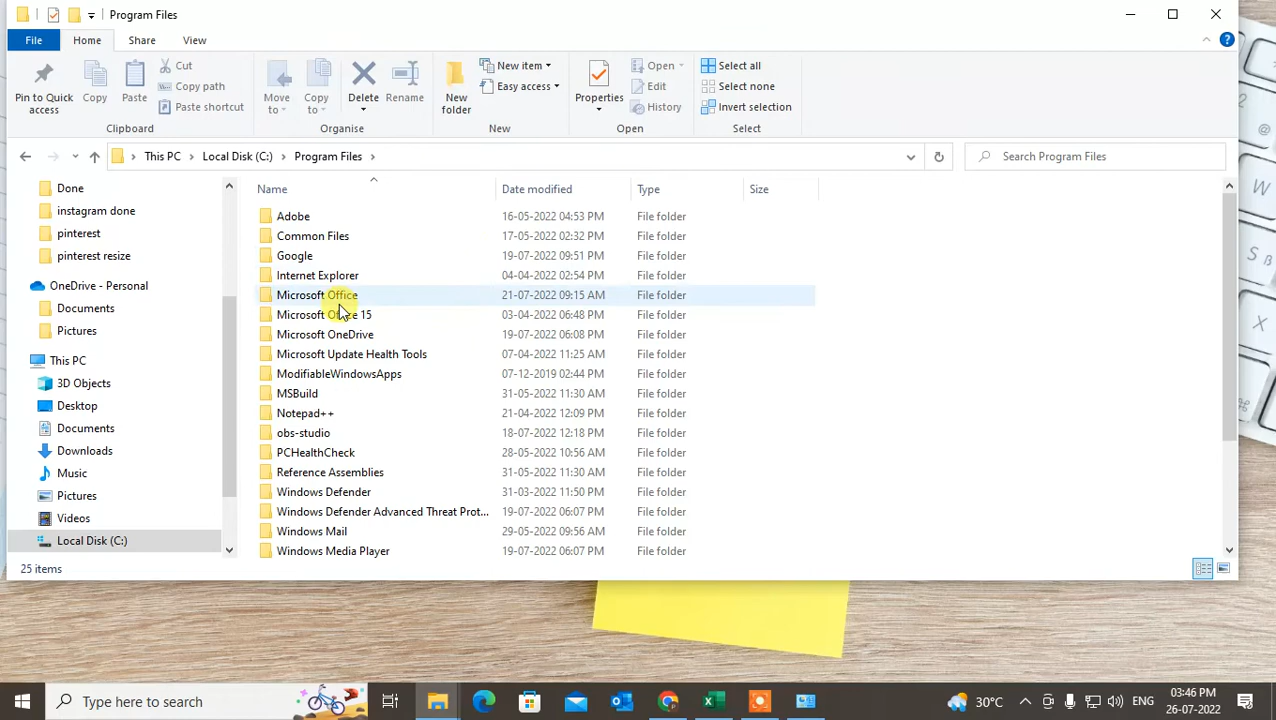 Program Files
File Home Share View
Pin to Quick access
Copy
Paste
Cut
Copy path
Paste shortcut
Clipboard
Move to
Copy to
Delete
Rename
Organise
New folder
New item
Easy access
New
Properties
Open
Edit
History
Open
Select all
Select none
Invert selection
Select
This PC > Local Disk (C:) > Program Files >
Search Program Files
Done
instagram done
pinterest
pinterest resize
OneDrive - Personal
Documents
Pictures
This PC
3D Objects
Desktop
Documents
Downloads
Music
Pictures
Videos
Local Disk (C:)
Name Date modified Type Size
Adobe 16-05-2022 04:53 PM File folder
Common Files 17-05-2022 02:32 PM File folder
Google 19-07-2022 09:51 PM File folder
Internet Explorer 04-04-2022 02:54 PM File folder
Microsoft Office 21-07-2022 09:15 AM File folder
Microsoft Office 15 03-04-2022 06:48 PM File folder
Microsoft OneDrive 19-07-2022 06:08 PM File folder
Microsoft Update Health Tools 07-04-2022 11:25 AM File folder
ModifiableWindowsApps 07-12-2019 02:44 PM File folder
MSBuild 31-05-2022 11:30 AM File folder
Notepad++ 21-04-2022 12:09 PM File folder
obs-studio 18-07-2022 12:18 PM File folder
PCHealthCheck 28-05-2022 10:56 AM File folder
Reference Assemblies 31-05-2022 11:30 AM File folder
Windows Defender 31-03-2022 11:50 PM File folder
Windows Defender Advanced Threat Prot... 19-07-2022 06:07 PM File folder
Windows Mail 29-05-2022 09:56 AM File folder
Windows Media Player 19-07-2022 06:07 PM File folder
25 items
Type here to search
30°C
ENG
03:46 PM
26-07-2022